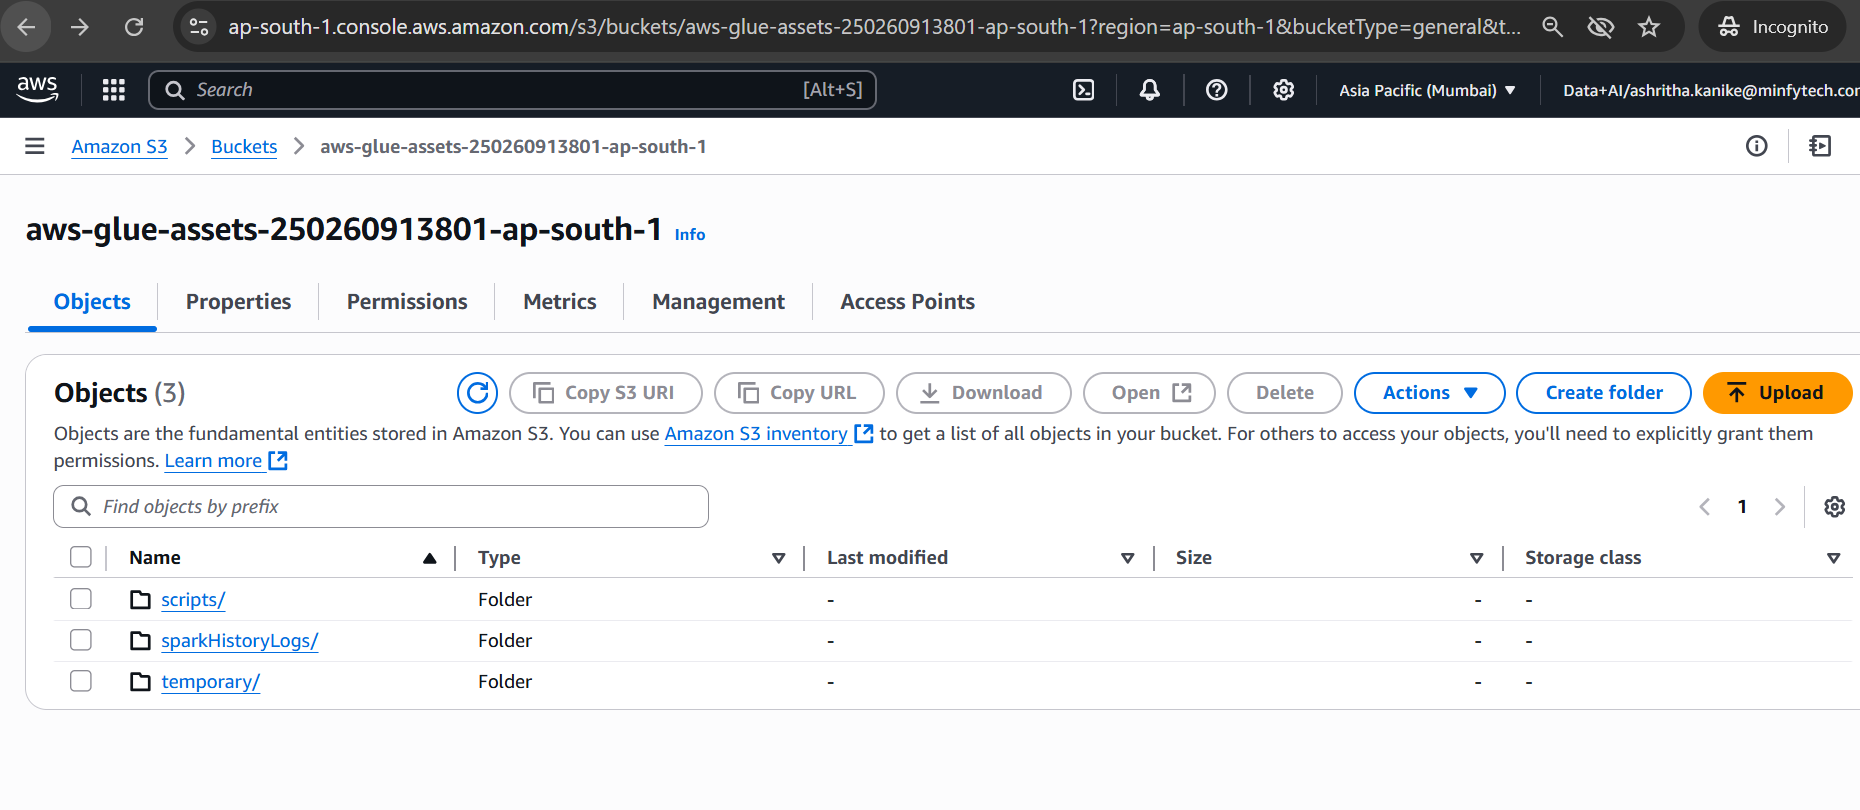 ap-south-1.console.aws.amazon.com/s3/buckets/aws-glue-assets-250260913801-ap-south-1?region=ap-south-1&bucketType=general&t...
Incognito
aws
Search
[Alt+S]
Asia Pacific (Mumbai)
Data+AI/ashritha.kanike@minfytech.cor
Amazon S3
Buckets
aws-glue-assets-250260913801-ap-south-1
aws-glue-assets-250260913801-ap-south-1 Info
Objects
Properties
Permissions
Metrics
Management
Access Points
Objects (3)
Copy S3 URI
Copy URL
Download
Open
Delete
Actions
Create folder
Upload
Objects are the fundamental entities stored in Amazon S3. You can use Amazon S3 inventory to get a list of all objects in your bucket. For others to access your objects, you'll need to explicitly grant them
permissions. Learn more
Find objects by prefix
1
Name Type Last modified Size Storage class
scripts/ Folder - - -
sparkHistoryLogs/ Folder - - -
temporary/ Folder - - -